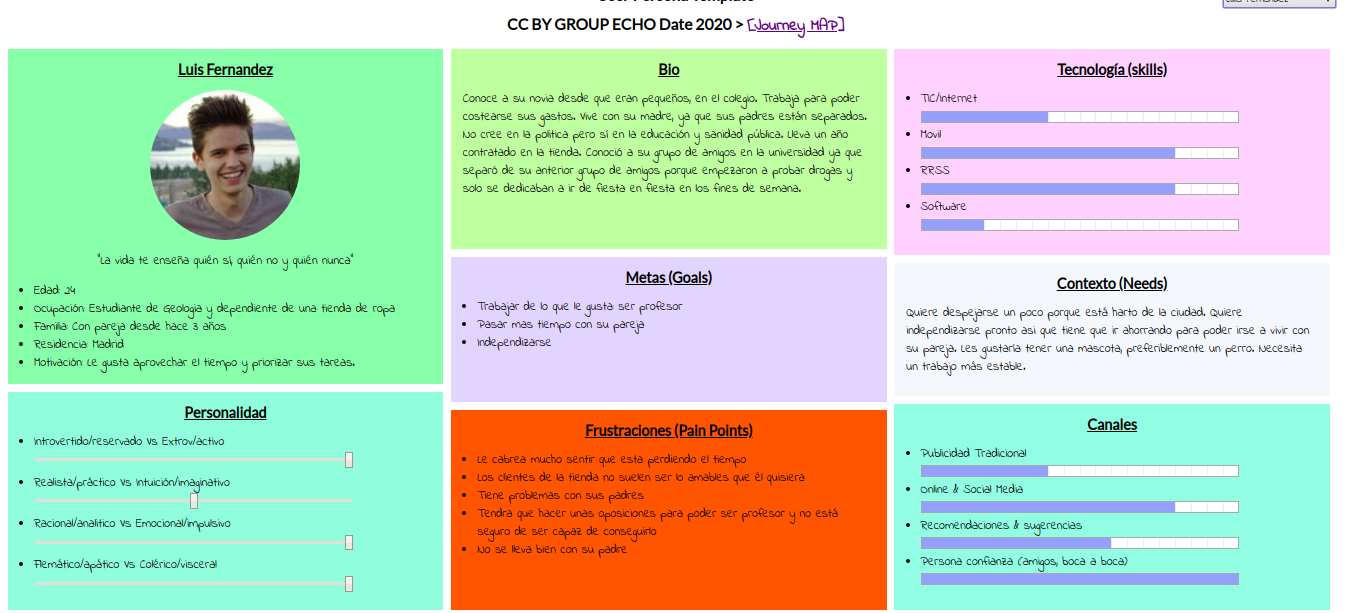 User Persona Template
Luis Fernandez
CC BY GROUP ECHO Date 2020 > [Journey MAP]
Luis Fernandez
"La vida te enseña quién sí, quién no y quién nunca"
Edad: 24
Ocupación: Estudiante de Geologia y dependiente de una tienda de ropa
Familia: Con pareja desde hace 3 años
Residencia: Madrid
Motivación: Le gusta aprovechar el tiempo y priorizar sus tareas.
Personalidad
Introvertido/reservado Vs Extrov/activo
Realista/práctico Vs Intuición/imaginativo
Racional/analitico Vs Emocional/impulsivo
Flemático/apático Vs Colérico/visceral
Bio
Conoce a su novia desde que eran pequeños, en el colegio. Trabaja para poder
costearse sus gastos. Vive con su madre, ya que sus padres están separados.
No cree en la politica pero sí en la educación y sanidad pública. Lleva un año
contratado en la tienda. Conoció a su grupo de amigos en la universidad ya que
separó de su anterior grupo de amigos porque empezaron a probar drogas y
solo se dedicaban a ir de fiesta en fiesta en los fines de semana.
Metas (Goals)
Trabajar de lo que le gusta: ser profesor
Pasar mas tiempo con su pareja
Independizarse
Frustraciones (Pain Points)
Le cabrea mucho sentir que esta perdiendo el tiempo
Los clientes de la tienda no suelen ser lo amables que él quisiera
Tiene problemas con sus padres
Tendra que hacer unas oposiciones para poder ser profesor y no está
seguro de ser capaz de conseguirlo
No se lleva bien con su padre
Tecnología (skills)
TIC/Internet
Movil
RRSS
Software
Contexto (Needs)
Quiere despejarse un poco porque está harto de la ciudad. Quiere
independizarse pronto asi que tiene que ir ahorrando para poder irse a vivir con
su pareja. Les gustaría tener una mascota, preferiblemente un perro. Necesita
un trabajo más estable.
Canales
Publicidad Tradicional
Online & Social Media
Recomendaciones & sugerencias
Persona confianza (amigos, boca a boca)